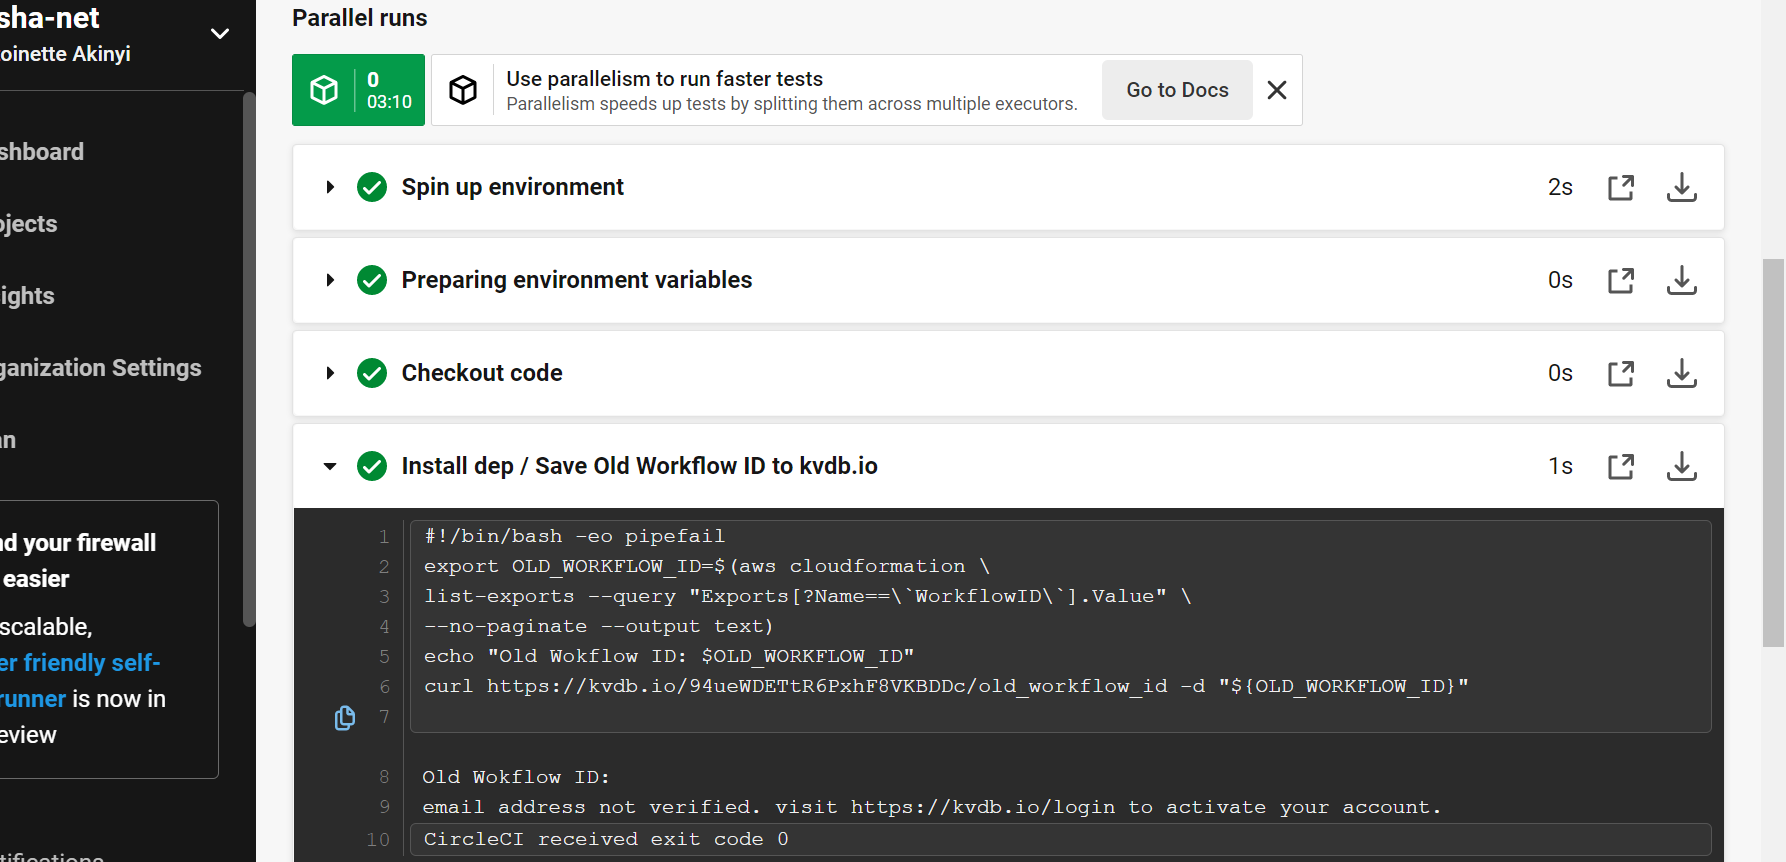 sha-net
oinette Akinyi
shboard
jects
ights
ganization Settings
an
nd your firewall
easier
scalable,
er friendly self-
runner is now in
eview
tifications
Parallel runs
0
03:10
Use parallelism to run faster tests
Parallelism speeds up tests by splitting them across multiple executors.
Go to Docs
Spin up environment 2s
Preparing environment variables 0s
Checkout code 0s
Install dep / Save Old Workflow ID to kvdb.io 1s
1 #!/bin/bash -eo pipefail
2 export OLD_WORKFLOW_ID=$(aws cloudformation \
3 list-exports --query "Exports[?Name==\`WorkflowID\`].Value" \
4 --no-paginate --output text)
5 echo "Old Wokflow ID: $OLD_WORKFLOW_ID"
6 curl https://kvdb.io/94ueWDETtR6PxhF8VKBDDc/old_workflow_id -d "${OLD_WORKFLOW_ID}"
7
8 Old Wokflow ID:
9 email address not verified. visit https://kvdb.io/login to activate your account.
10 CircleCI received exit code 0